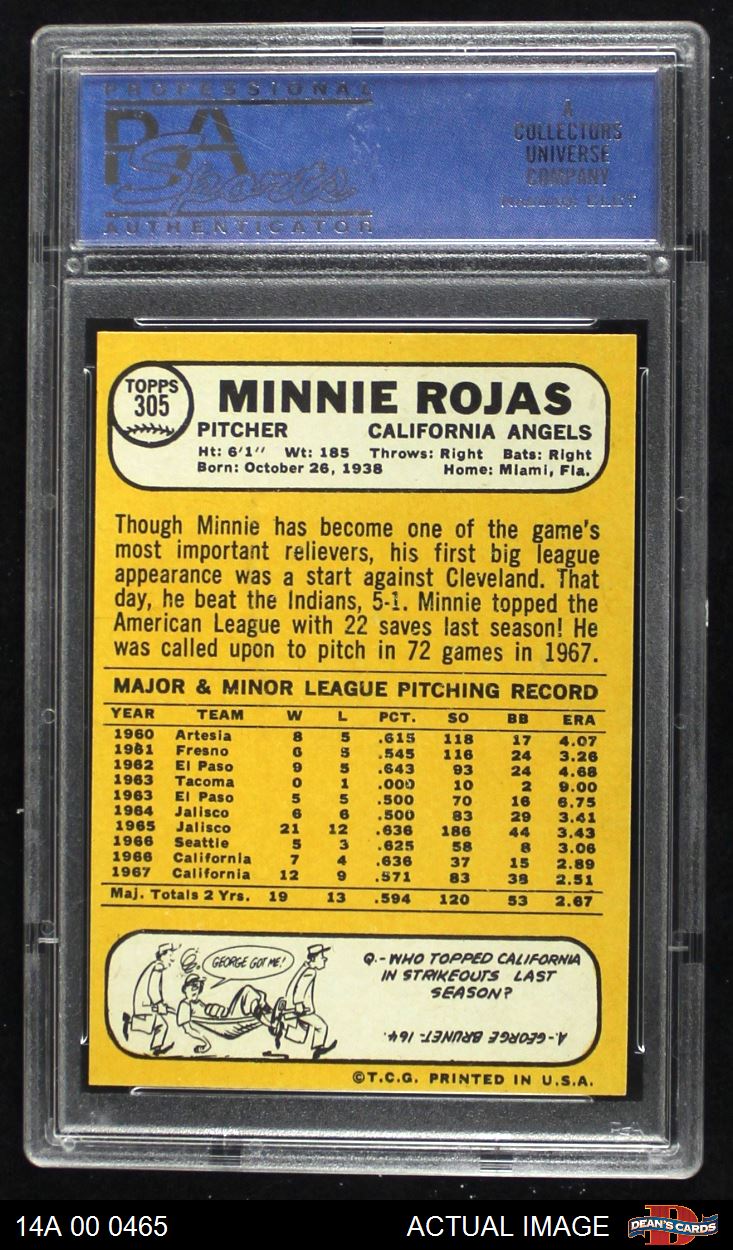 PROFESSIONAL
PSA
Sports
AUTHENTICATOR
A
COLLECTORS
UNIVERSE
COMPANY
TOPPS
305
MINNIE ROJAS
PITCHER CALIFORNIA ANGELS
Ht: 6'1" Wt: 185 Throws: Right Bats: Right
Born: October 26, 1938 Home: Miami, Fla.
Though Minnie has become one of the game's
most important relievers, his first big league
appearance was a start against Cleveland. That
day, he beat the Indians, 5-1. Minnie topped the
American League with 22 saves last season! He
was called upon to pitch in 72 games in 1967.
MAJOR & MINOR LEAGUE PITCHING RECORD
YEAR TEAM W L PCT. SO BB ERA
1960 Artesia 8 5 .615 118 17 4.07
1961 Fresno 6 5 .545 116 24 3.26
1962 El Paso 9 5 .643 93 24 4.68
1963 Tacoma 0 1 .000 10 2 9.00
1963 El Paso 5 5 .500 70 16 6.75
1964 Jalisco 6 6 .500 83 29 3.41
1965 Jalisco 21 12 .636 186 44 3.43
1966 Seattle 5 3 .625 58 8 3.06
1966 California 7 4 .636 37 15 2.89
1967 California 12 9 .571 83 38 2.51
Maj. Totals 2 Yrs. 19 13 .594 120 53 2.67
GEORGE GOT ME!
Q.-WHO TOPPED CALIFORNIA
IN STRIKEOUTS LAST
SEASON?
A.-GEORGE BRUNET-164.
©T.C.G. PRINTED IN U.S.A.
PSA
14A 00 0465 ACTUAL IMAGE DEAN'S CARDS